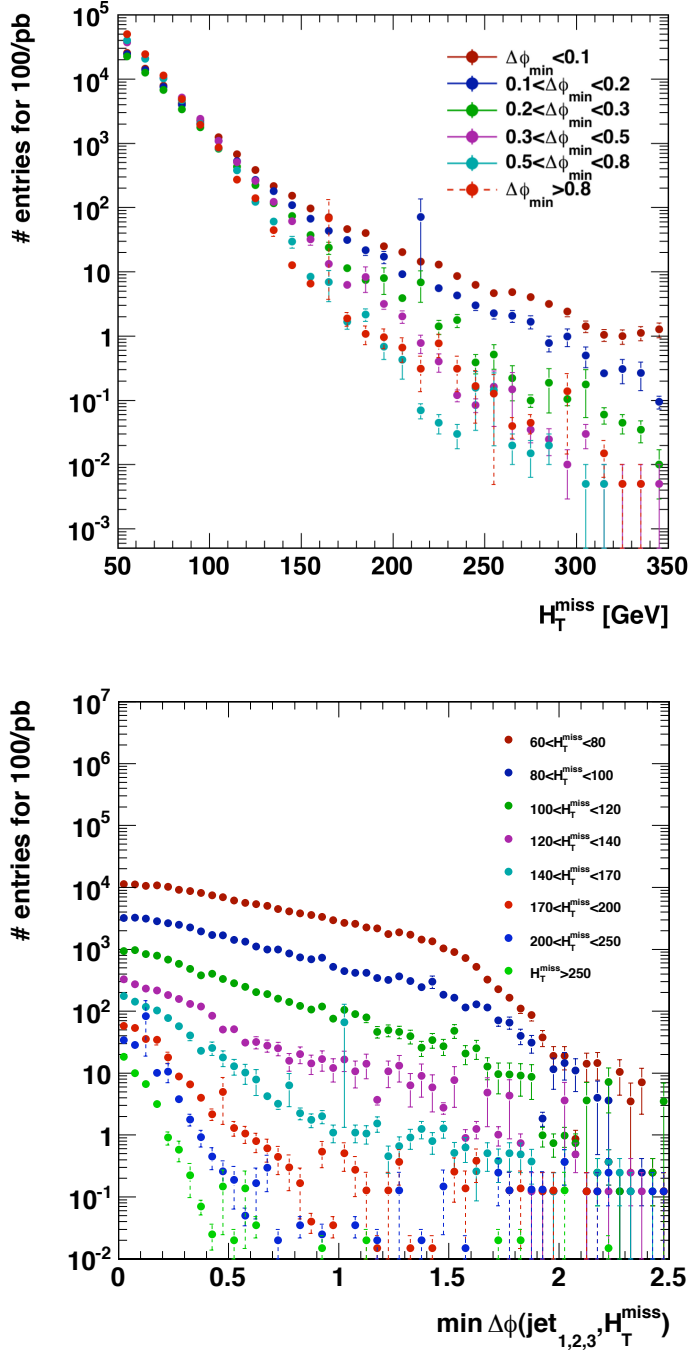 # entries for 100/pb
10^5
10^4
10^3
10^2
10
1
10^-1
10^-2
10^-3
Δϕ_min <0.1
0.1<Δϕ_min<0.2
0.2<Δϕ_min<0.3
0.3<Δϕ_min<0.5
0.5<Δϕ_min<0.8
Δϕ_min>0.8
50 100 150 200 250 300 350
H_T^miss [GeV]
# entries for 100/pb
10^7
10^6
10^5
10^4
10^3
10^2
10
1
10^-1
10^-2
60<H_T^miss<80
80<H_T^miss<100
100<H_T^miss<120
120<H_T^miss<140
140<H_T^miss<170
170<H_T^miss<200
200<H_T^miss<250
H_T^miss>250
0 0.5 1 1.5 2 2.5
min Δϕ(jet_1,2,3,H_T^miss)